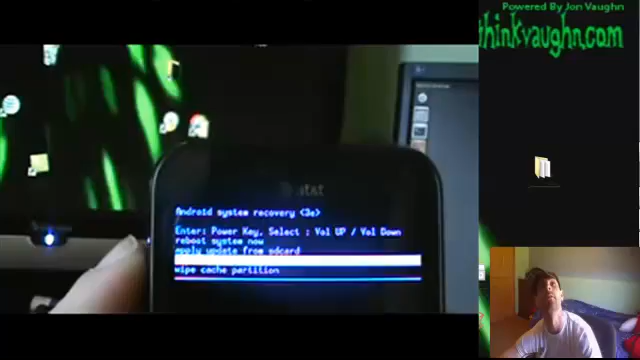 Powered By Jon Vaughn
thinkvaughn.com
at&t
Android system recovery <3e>
Enter: Power Key, Select : Vol UP / Vol Down
reboot system now
apply update from sdcard
wipe cache partition